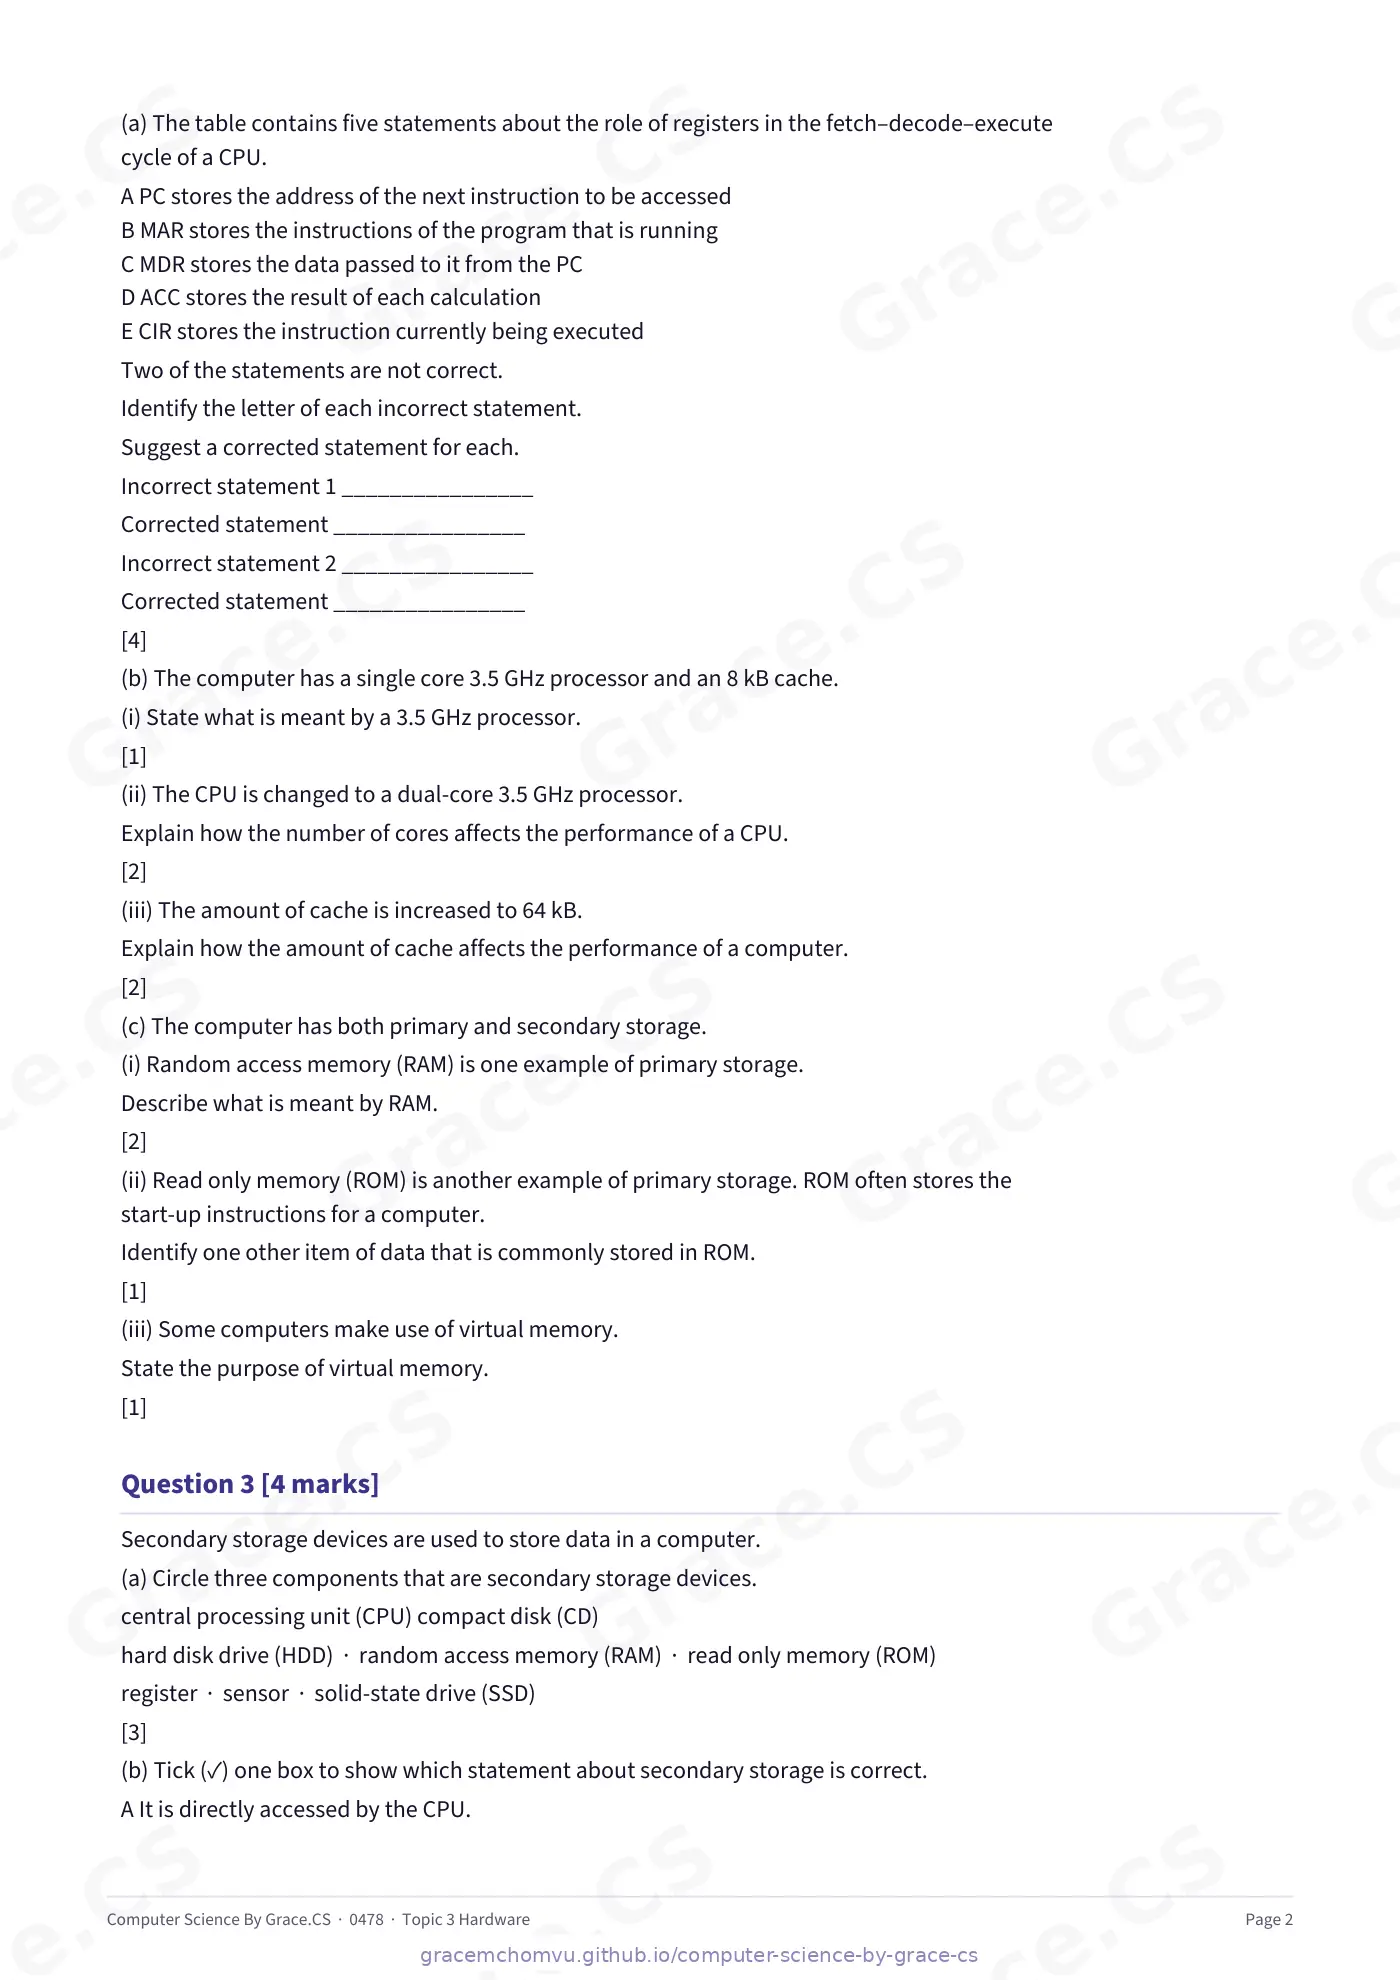 (a) The table contains five statements about the role of registers in the fetch–decode–execute
cycle of a CPU.
A PC stores the address of the next instruction to be accessed
B MAR stores the instructions of the program that is running
C MDR stores the data passed to it from the PC
D ACC stores the result of each calculation
E CIR stores the instruction currently being executed
Two of the statements are not correct.
Identify the letter of each incorrect statement.
Suggest a corrected statement for each.
Incorrect statement 1 ________________
Corrected statement ________________
Incorrect statement 2 ________________
Corrected statement ________________
[4]
(b) The computer has a single core 3.5 GHz processor and an 8 kB cache.
(i) State what is meant by a 3.5 GHz processor.
[1]
(ii) The CPU is changed to a dual-core 3.5 GHz processor.
Explain how the number of cores affects the performance of a CPU.
[2]
(iii) The amount of cache is increased to 64 kB.
Explain how the amount of cache affects the performance of a computer.
[2]
(c) The computer has both primary and secondary storage.
(i) Random access memory (RAM) is one example of primary storage.
Describe what is meant by RAM.
[2]
(ii) Read only memory (ROM) is another example of primary storage. ROM often stores the
start-up instructions for a computer.
Identify one other item of data that is commonly stored in ROM.
[1]
(iii) Some computers make use of virtual memory.
State the purpose of virtual memory.
[1]
Question 3 [4 marks]
Secondary storage devices are used to store data in a computer.
(a) Circle three components that are secondary storage devices.
central processing unit (CPU) compact disk (CD)
hard disk drive (HDD) · random access memory (RAM) · read only memory (ROM)
register · sensor · solid-state drive (SSD)
[3]
(b) Tick (✓) one box to show which statement about secondary storage is correct.
A It is directly accessed by the CPU.
Computer Science By Grace.CS · 0478 · Topic 3 Hardware
Page 2
gracemchomvu.github.io/computer-science-by-grace-cs